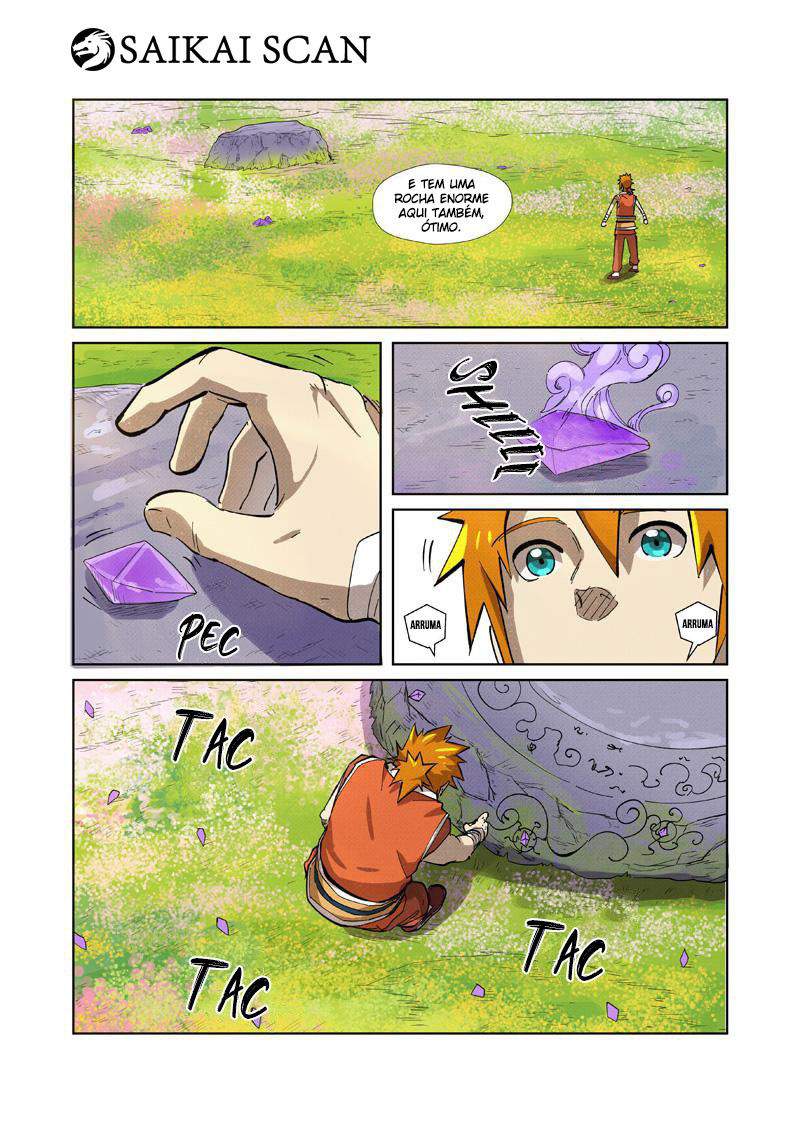 SAIKAI SCAN
E TEM UMA
ROCHA ENORME
AQUI TAMBÉM,
ÓTIMO.
PEC
SHIIII
ARRUMA
ARRUMA
TAC
TAC
TAC